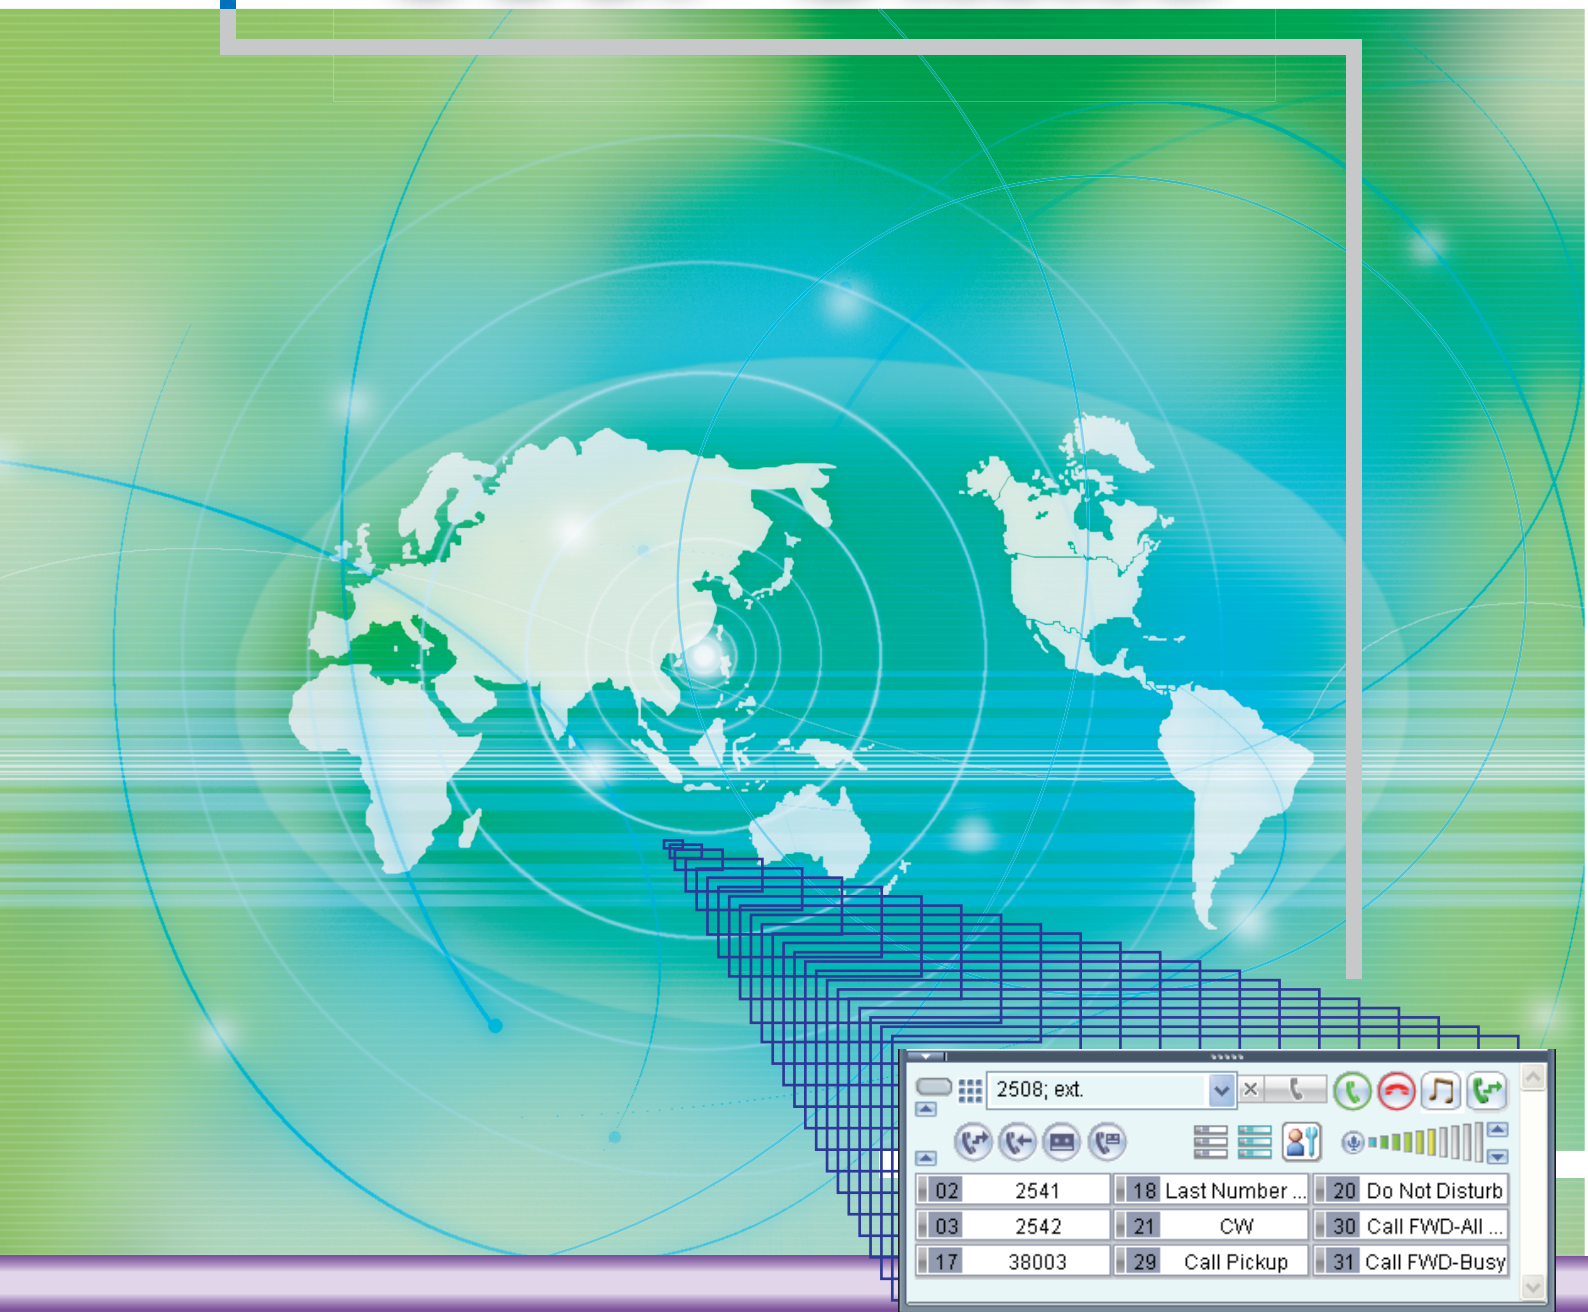 2508; ext.
02 2541 18 Last Number ... 20 Do Not Disturb
03 2542 21 CW 30 Call FWD-All ...
17 38003 29 Call Pickup 31 Call FWD-Busy